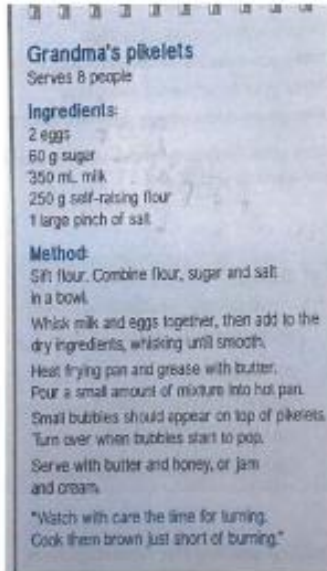 Grandma's pikelets
Serves 8 people
Ingredients:
2 eggs
60 g sugar
350 mL milk
250 g self-raising flour
1 large pinch of salt
Method:
Sift flour. Combine flour, sugar and salt
in a bowl.
Whisk milk and eggs together, then add to the
dry ingredients, whisking until smooth.
Heat frying pan and grease with butter.
Pour a small amount of mixture into hot pan.
Small bubbles should appear on top of pikelets.
Turn over when bubbles start to pop.
Serve with butter and honey, or jam
and cream.
"Watch with care the time for turning.
Cook them brown just short of burning."